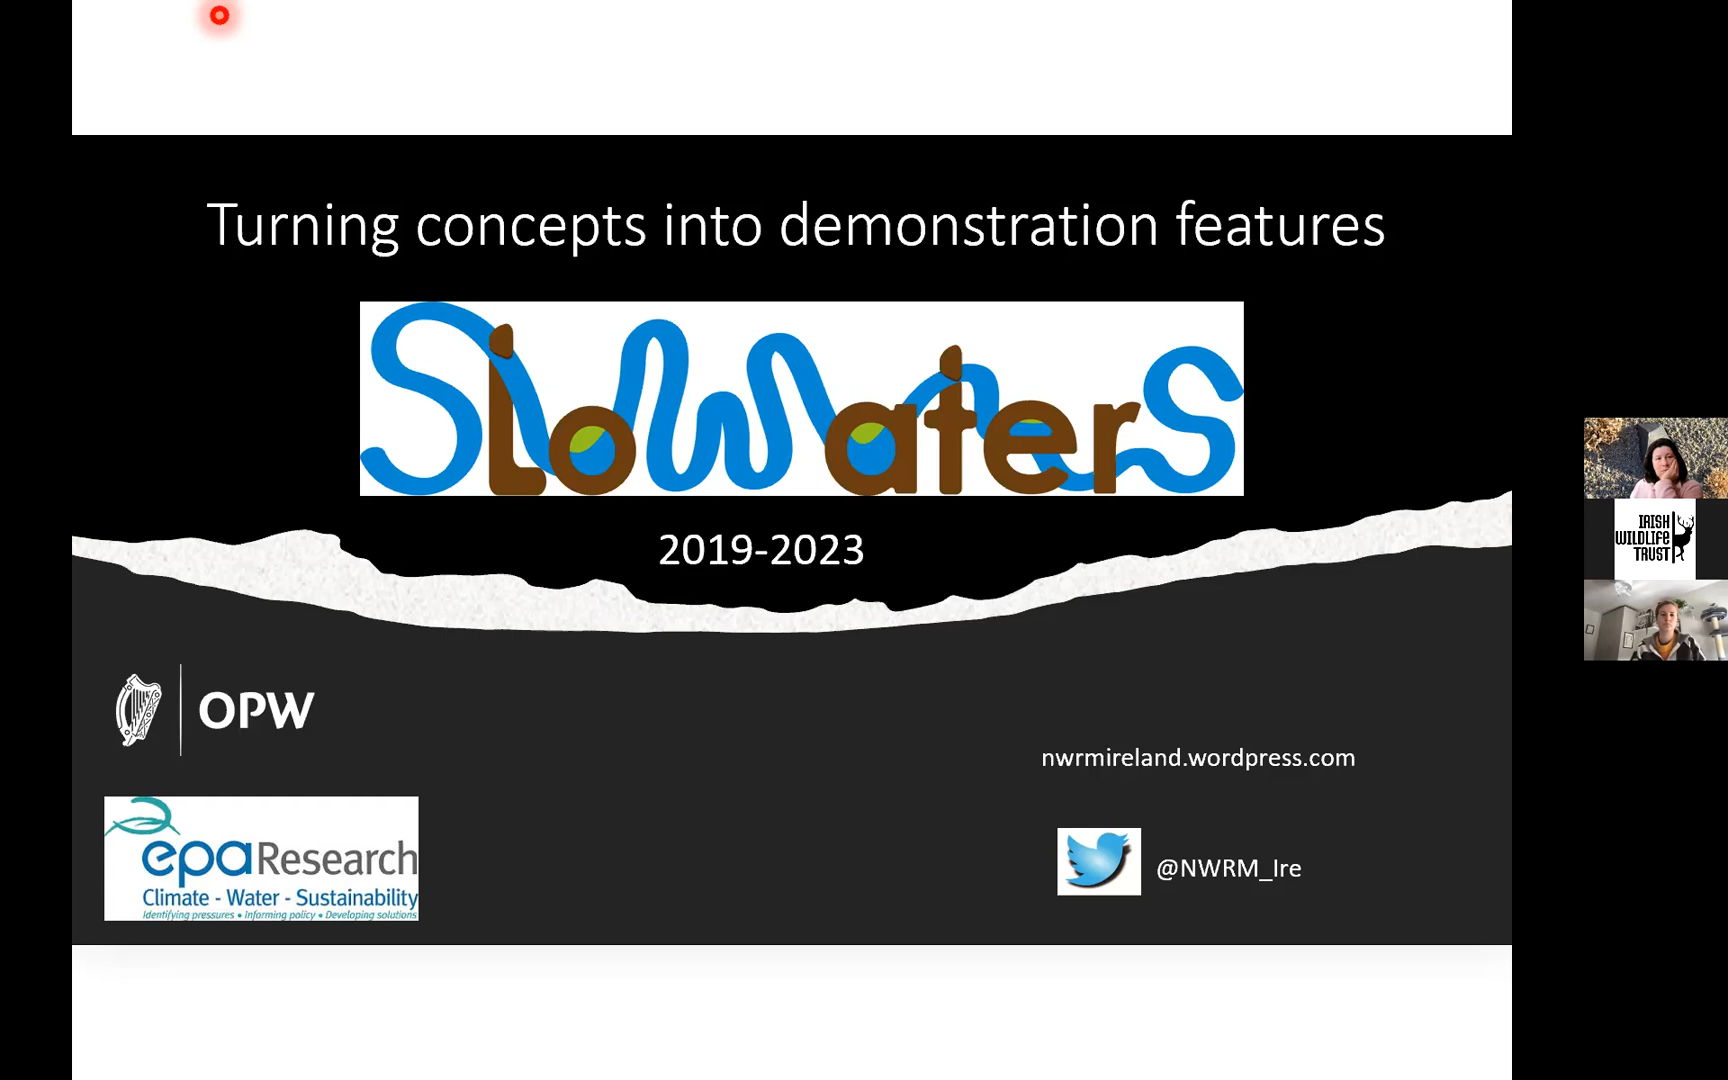 Turning concepts into demonstration features
SloWaterS
2019-2023
IRISH
WILDLIFE
TRUST
OPW
nwrmireland.wordpress.com
epaResearch
Climate - Water - Sustainability
Identifying pressures • Informing policy • Developing solutions
@NWRM_Ire